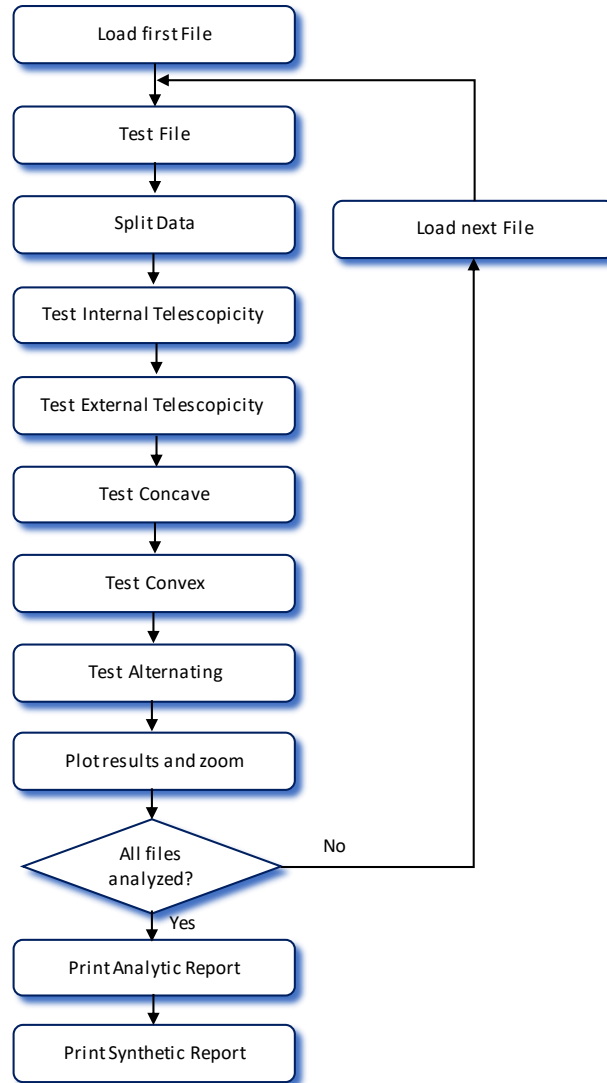 Load first File
Test File
Split Data
Load next File
Test Internal Telescopicity
Test External Telescopicity
Test Concave
Test Convex
Test Alternating
Plot results and zoom
All files
analyzed?
No
Yes
Print Analytic Report
Print Synthetic Report